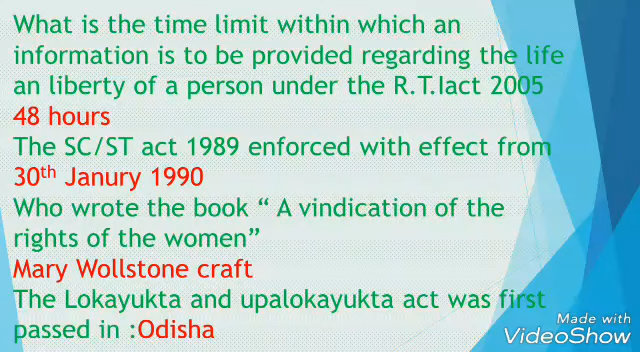 What is the time limit within which an
information is to be provided regarding the life
an liberty of a person under the R.T.Iact 2005
48 hours
The SC/ST act 1989 enforced with effect from
30th Janury 1990
Who wrote the book “ A vindication of the
rights of the women”
Mary Wollstone craft
The Lokayukta and upalokayukta act was first
passed in :Odisha
Made with
VideoShow